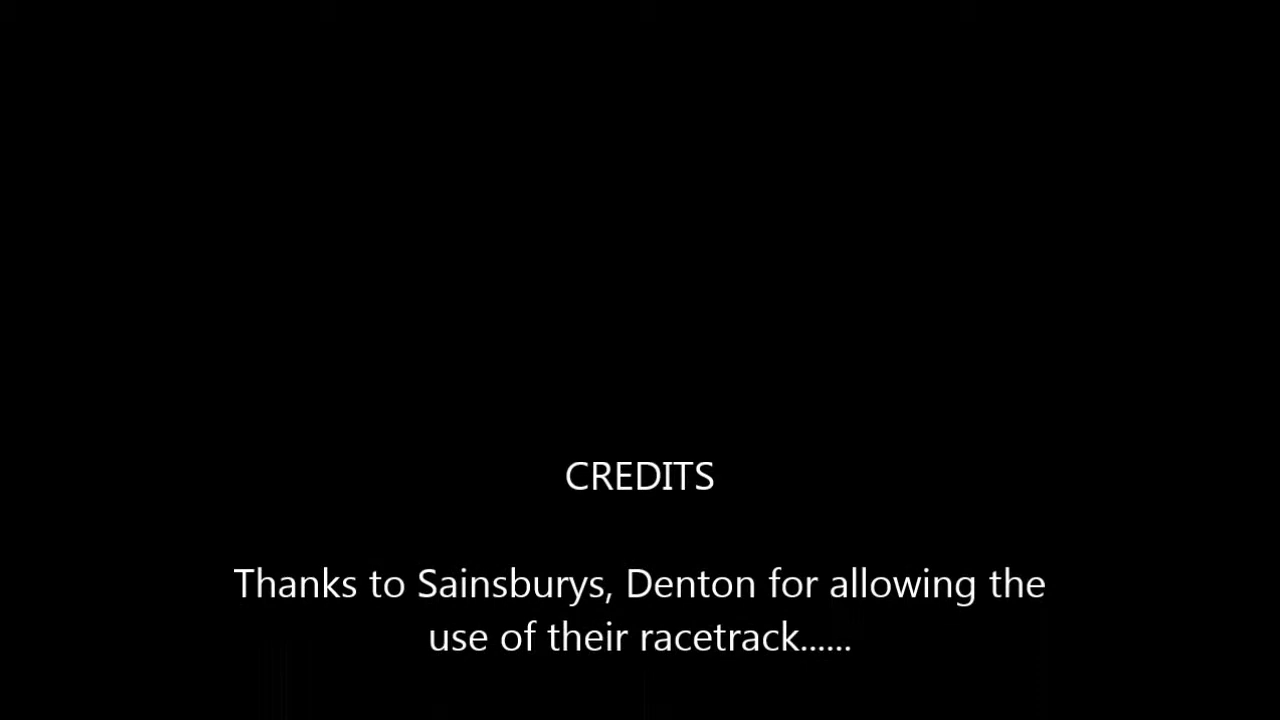 CREDITS
Thanks to Sainsburys, Denton for allowing the
use of their racetrack......